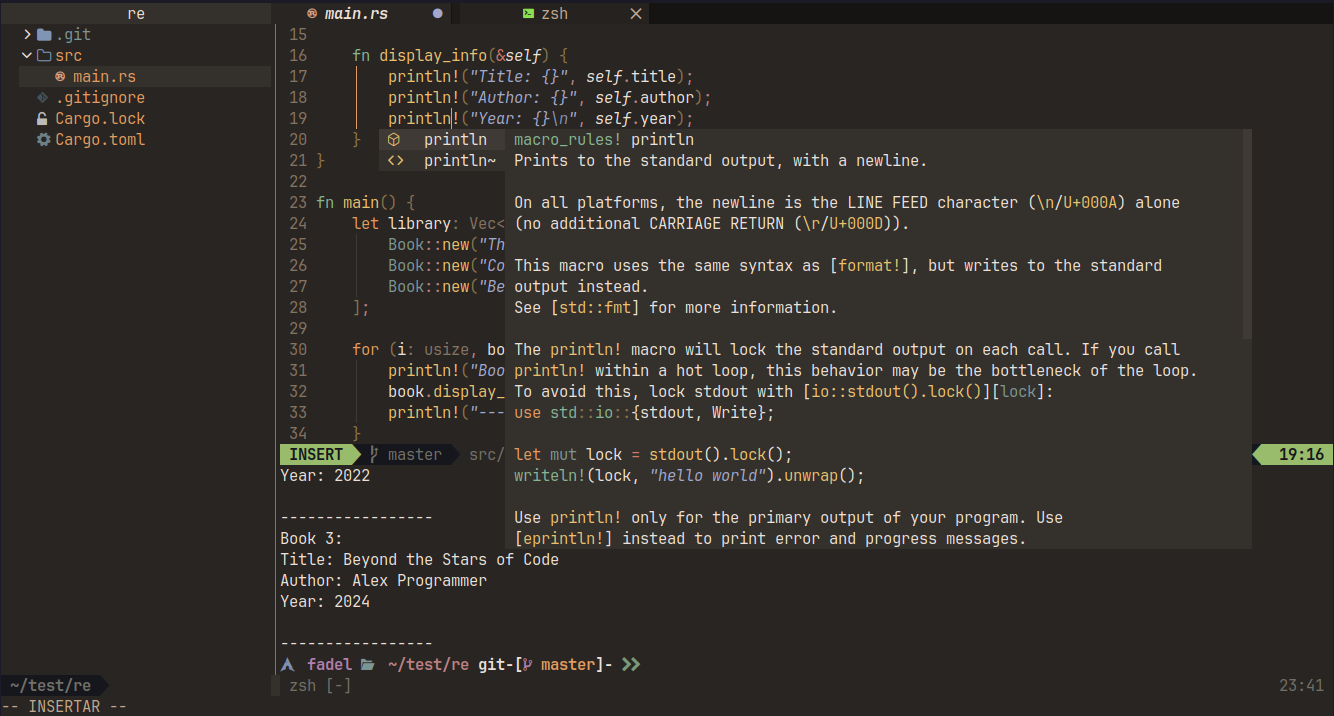 re
main.rs
zsh
.git
src
main.rs
.gitignore
Cargo.lock
Cargo.toml
15
16 fn display_info(&self) {
17 println!("Title: {}", self.title);
18 println!("Author: {}", self.author);
19 println!("Year: {}\n", self.year);
20 }
21 }
22
23 fn main() {
24 let library: Vec<
25 Book::new("Th
26 Book::new("Co
27 Book::new("Be
28 ];
29
30 for (i: usize, bo
31 println!("Boo
32 book.display_
33 println!("---
34 }
println
println~
macro_rules! println
Prints to the standard output, with a newline.
On all platforms, the newline is the LINE FEED character (\n/U+000A) alone
(no additional CARRIAGE RETURN (\r/U+000D)).
This macro uses the same syntax as [format!], but writes to the standard
output instead.
See [std::fmt] for more information.
The println! macro will lock the standard output on each call. If you call
println! within a hot loop, this behavior may be the bottleneck of the loop.
To avoid this, lock stdout with [io::stdout().lock()][lock]:
use std::io::{stdout, Write};
let mut lock = stdout().lock();
writeln!(lock, "hello world").unwrap();
Use println! only for the primary output of your program. Use
[eprintln!] instead to print error and progress messages.
INSERT master src/ 19:16
Year: 2022
-----------------
Book 3:
Title: Beyond the Stars of Code
Author: Alex Programmer
Year: 2024
-----------------
fadel ~/test/re git-[ master]-
~/test/re zsh [-] 23:41
-- INSERTAR --